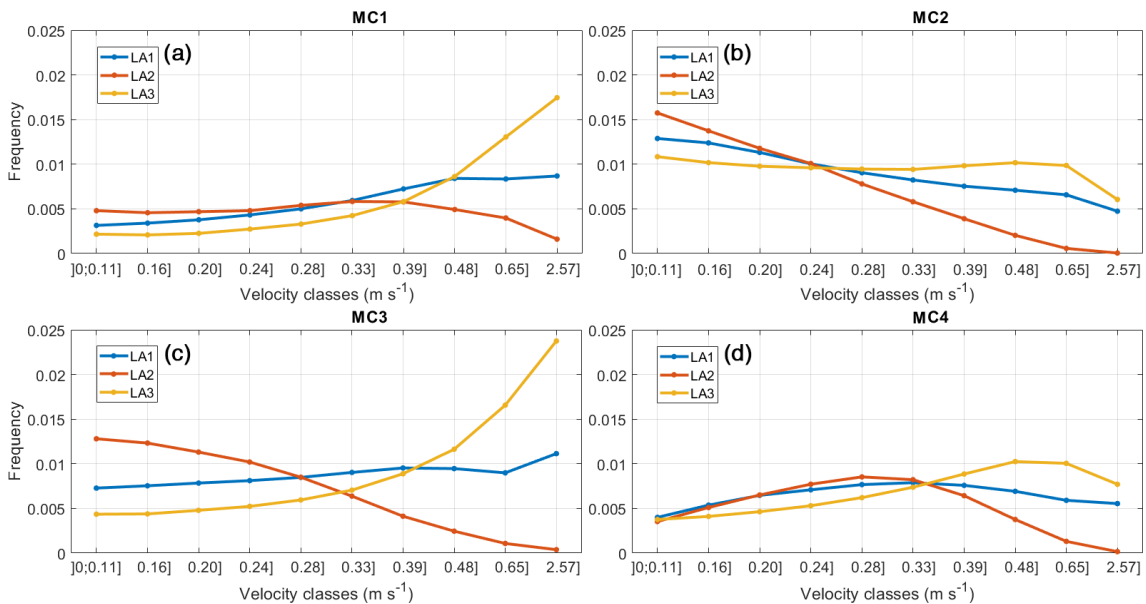 MC1
(a)
LA1
LA2
LA3
Frequency
0.025
0.02
0.015
0.01
0.005
0
]0;0.11] 0.16] 0.20] 0.24] 0.28] 0.33] 0.39] 0.48] 0.65] 2.57]
Velocity classes (m s-1)
MC2
(b)
LA1
LA2
LA3
0.025
0.02
0.015
0.01
0.005
0
]0;0.11] 0.16] 0.20] 0.24] 0.28] 0.33] 0.39] 0.48] 0.65] 2.57]
Velocity classes (m s-1)
MC3
(c)
LA1
LA2
LA3
Frequency
0.025
0.02
0.015
0.01
0.005
0
]0;0.11] 0.16] 0.20] 0.24] 0.28] 0.33] 0.39] 0.48] 0.65] 2.57]
Velocity classes (m s-1)
MC4
(d)
LA1
LA2
LA3
0.025
0.02
0.015
0.01
0.005
0
]0;0.11] 0.16] 0.20] 0.24] 0.28] 0.33] 0.39] 0.48] 0.65] 2.57]
Velocity classes (m s-1)